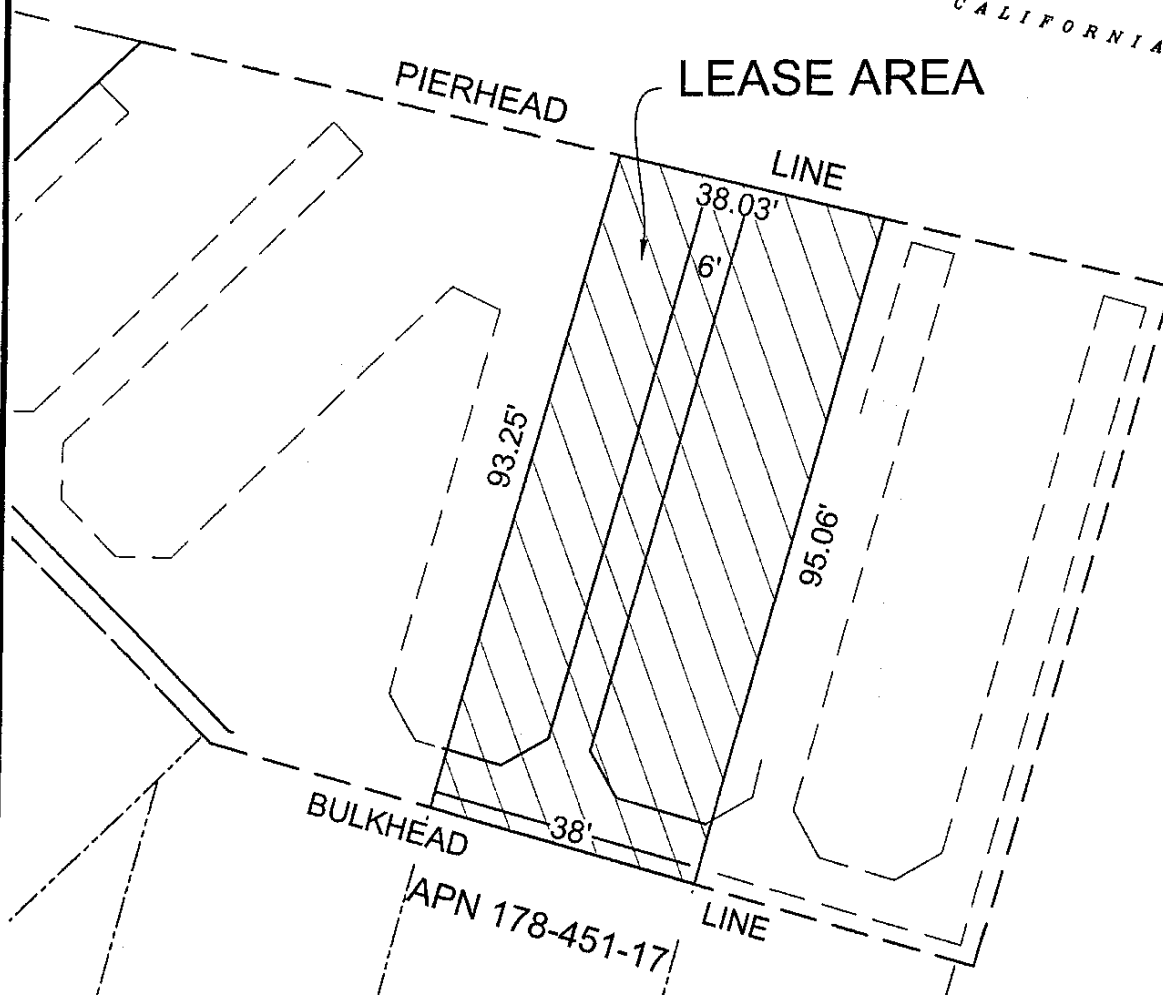 CALIFORNIA
LEASE AREA
PIERHEAD LINE
38.03'
6'
93.25'
95.06'
38'
BULKHEAD LINE
APN 178-451-17